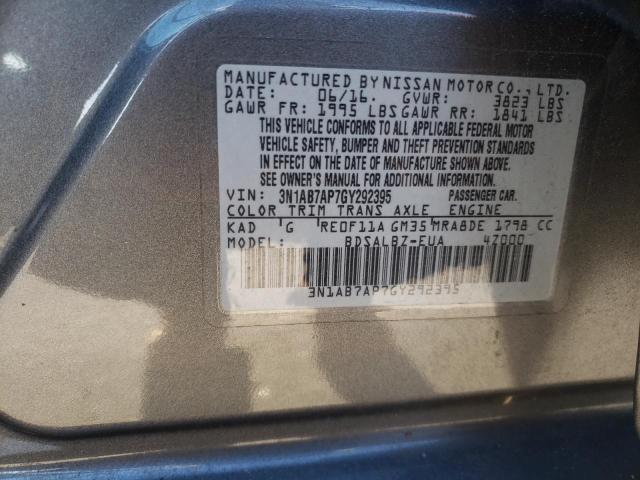 MANUFACTURED BY NISSAN MOTOR CO., LTD.
DATE: 06/16. GVWR: 3823 LBS
GAWR FR: 1995 LBS GAWR RR: 1841 LBS
THIS VEHICLE CONFORMS TO ALL APPLICABLE FEDERAL MOTOR
VEHICLE SAFETY, BUMPER AND THEFT PREVENTION STANDARDS
IN EFFECT ON THE DATE OF MANUFACTURE SHOWN ABOVE.
SEE OWNER'S MANUAL FOR ADDITIONAL INFORMATION.
VIN: 3N1AB7AP7GY292395 PASSENGER CAR.
COLOR TRIM TRANS AXLE ENGINE
KAD G RE0F11A GM35 MRA8DE 1798 CC
MODEL: BDSALBZ-EUA 4Z000
3N1AB7AP7GY292395